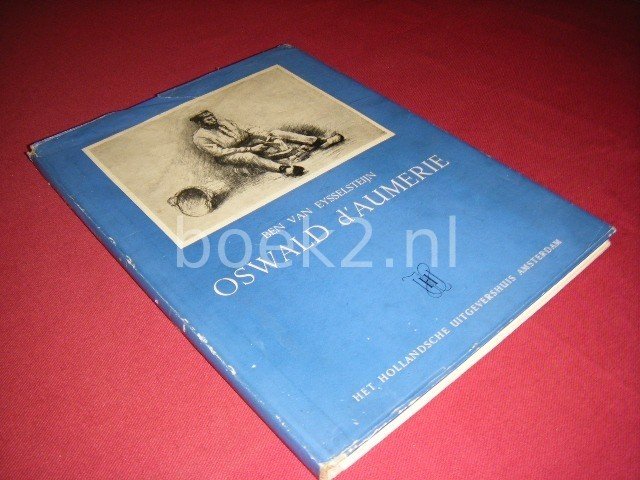 BEN VAN EYSSELSTEIJN
OSWALD d'AUMERIE
HET HOLLANDSCHE UITGEVERSHUIS AMSTERDAM
boek2.nl